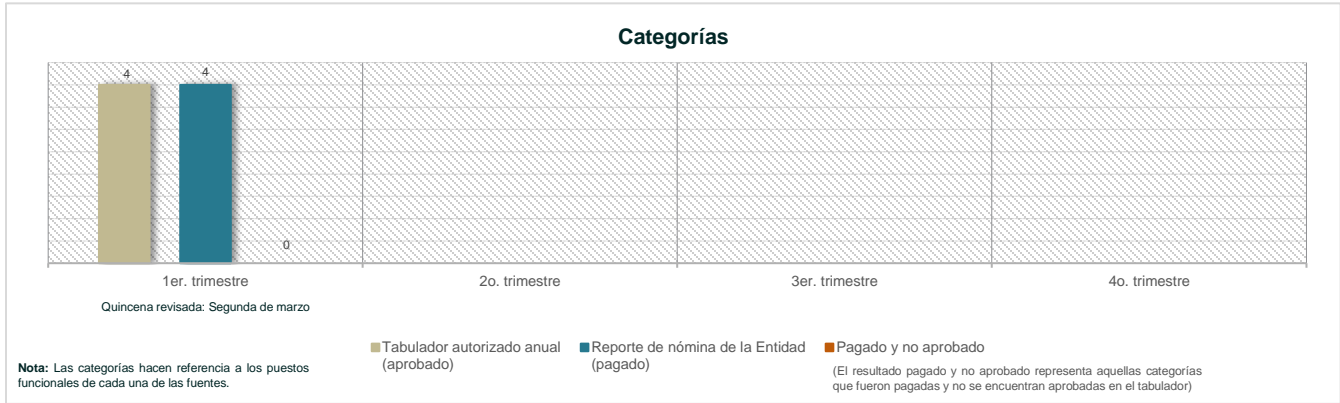 Categorías
4
4
0
1er. trimestre
2o. trimestre
3er. trimestre
4o. trimestre
Quincena revisada: Segunda de marzo
Tabulador autorizado anual
(aprobado)
Reporte de nómina de la Entidad
(pagado)
Pagado y no aprobado
(El resultado pagado y no aprobado representa aquellas categorías
que fueron pagadas y no se encuentran aprobadas en el tabulador)
Nota: Las categorías hacen referencia a los puestos
funcionales de cada una de las fuentes.